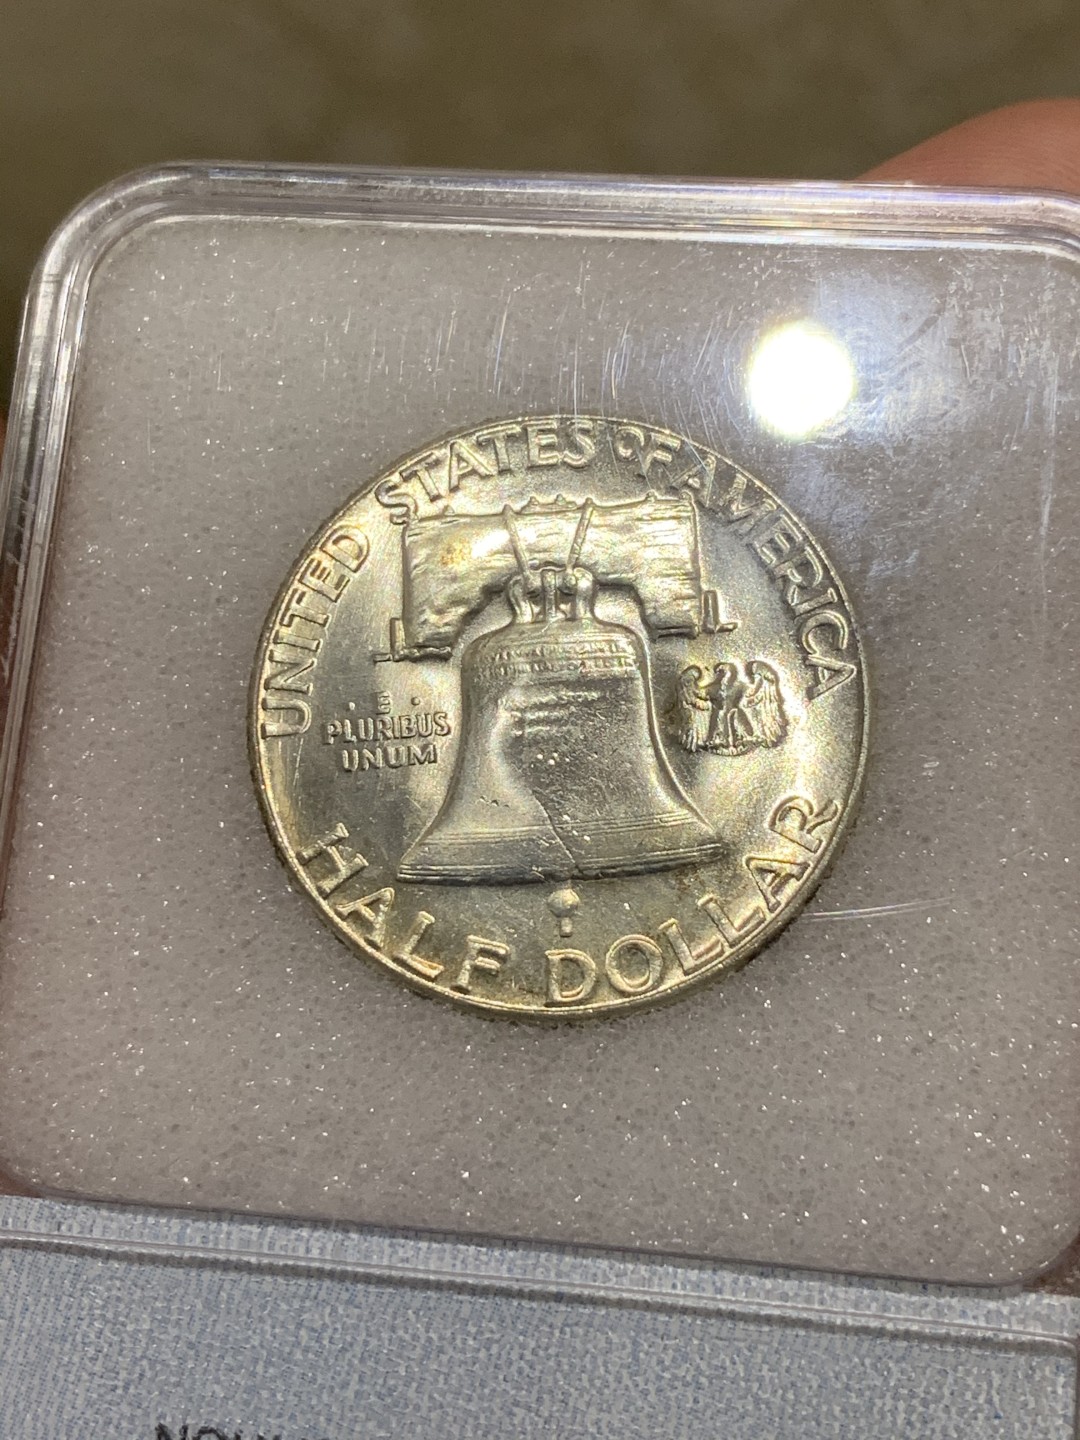 UNITED STATES OF AMERICA
· E ·
PLURIBUS
UNUM
HALF DOLLAR